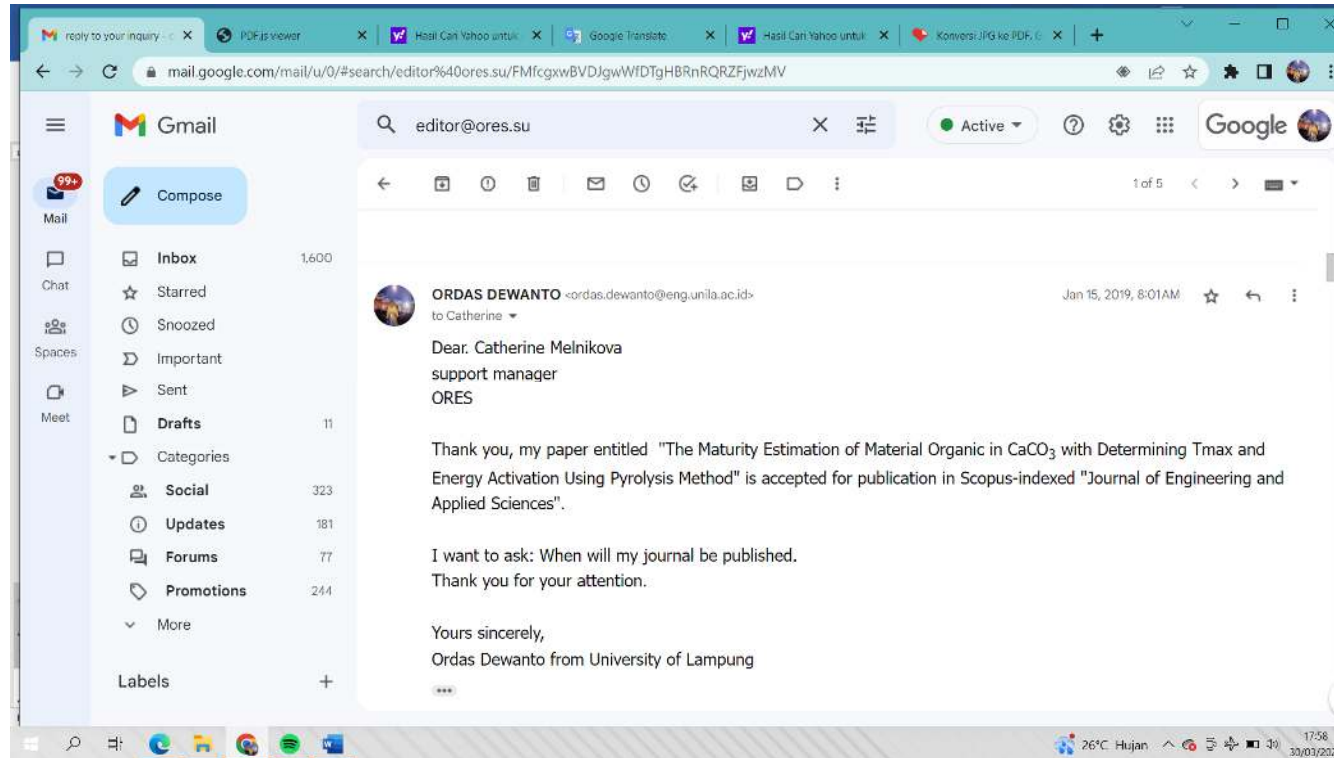 reply to your inquiry - c
PDF.js viewer
Hasil Cari Yahoo untuk
Google Translate
Hasil Cari Yahoo untuk
Konversi JPG ke PDF. G
mail.google.com/mail/u/0/#search/editor%40ores.su/FMfcgxwBVDJgwWfDTgHBRnRQRZFjwzMV
Gmail
editor@ores.su
Active
Google
99+
Mail
Chat
Spaces
Meet
Compose
1 of 5
Inbox 1,600
Starred
Snoozed
Important
Sent
Drafts 11
Categories
Social 323
Updates 181
Forums 77
Promotions 244
More
Labels +
ORDAS DEWANTO <ordas.dewanto@eng.unila.ac.id> Jan 15, 2019, 8:01 AM
to Catherine
Dear. Catherine Melnikova
support manager
ORES
Thank you, my paper entitled "The Maturity Estimation of Material Organic in CaCO₃ with Determining Tmax and
Energy Activation Using Pyrolysis Method" is accepted for publication in Scopus-indexed "Journal of Engineering and
Applied Sciences".
I want to ask: When will my journal be published.
Thank you for your attention.
Yours sincerely,
Ordas Dewanto from University of Lampung
26°C Hujan
17:58
30/03/202